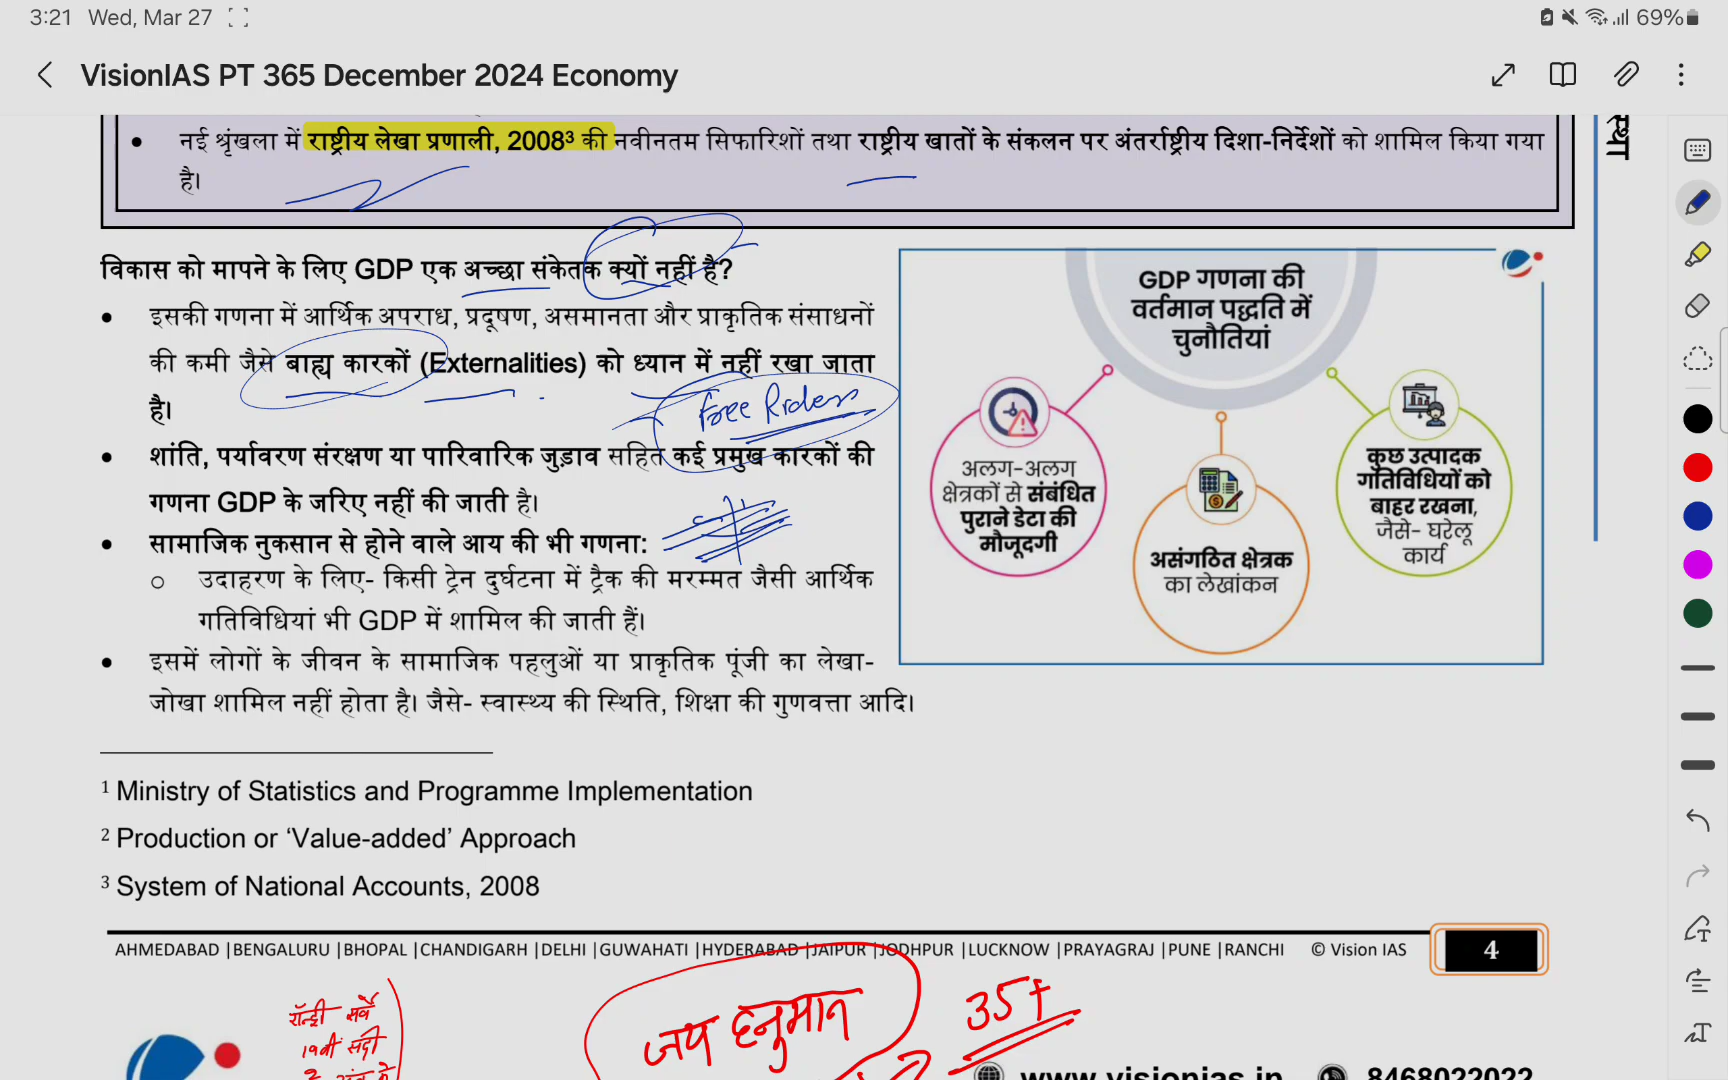 3:21 Wed, Mar 27
69%
VisionIAS PT 365 December 2024 Economy
• नई श्रृंखला में राष्ट्रीय लेखा प्रणाली, 2008³ की नवीनतम सिफारिशों तथा राष्ट्रीय खातों के संकलन पर अंतर्राष्ट्रीय दिशा-निर्देशों को शामिल किया गया
है।
विकास को मापने के लिए GDP एक अच्छा संकेतक क्यों नहीं है?
• इसकी गणना में आर्थिक अपराध, प्रदूषण, असमानता और प्राकृतिक संसाधनों
की कमी जैसे बाह्य कारकों (Externalities) को ध्यान में नहीं रखा जाता
है।
Free Riders
• शांति, पर्यावरण संरक्षण या पारिवारिक जुड़ाव सहित कई प्रमुख कारकों की
गणना GDP के जरिए नहीं की जाती है।
• सामाजिक नुकसान से होने वाले आय की भी गणना:
○ उदाहरण के लिए- किसी ट्रेन दुर्घटना में ट्रैक की मरम्मत जैसी आर्थिक
गतिविधियां भी GDP में शामिल की जाती हैं।
• इसमें लोगों के जीवन के सामाजिक पहलुओं या प्राकृतिक पूंजी का लेखा-
जोखा शामिल नहीं होता है। जैसे- स्वास्थ्य की स्थिति, शिक्षा की गुणवत्ता आदि।
GDP गणना की
वर्तमान पद्धति में
चुनौतियां
अलग-अलग
क्षेत्रकों से संबंधित
पुराने डेटा की
मौजूदगी
असंगठित क्षेत्रक
का लेखांकन
कुछ उत्पादक
गतिविधियों को
बाहर रखना,
जैसे- घरेलू
कार्य
¹ Ministry of Statistics and Programme Implementation
² Production or ‘Value-added’ Approach
³ System of National Accounts, 2008
AHMEDABAD |BENGALURU |BHOPAL |CHANDIGARH |DELHI |GUWAHATI |HYDERABAD |JAIPUR |JODHPUR |LUCKNOW |PRAYAGRAJ |PUNE |RANCHI © Vision IAS
4
जय हनुमान
35+
www.visionias.in
8468022022